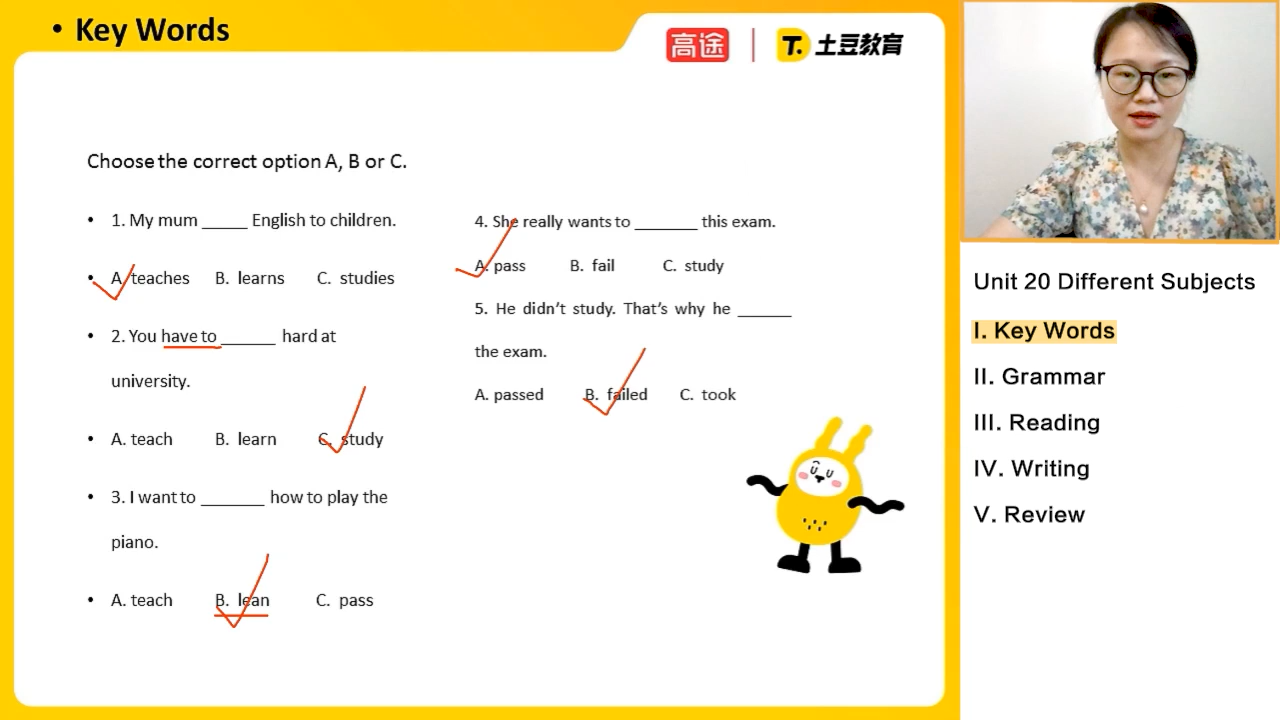 • Key Words
高途
T. 土豆教育
Choose the correct option A, B or C.
• 1. My mum _____ English to children.
• A. teaches B. learns C. studies
• 2. You have to ______ hard at
university.
• A. teach B. learn C. study
• 3. I want to _______ how to play the
piano.
• A. teach B. lean C. pass
4. She really wants to _______ this exam.
A. pass B. fail C. study
5. He didn't study. That's why he ______
the exam.
A. passed B. failed C. took
Unit 20 Different Subjects
I. Key Words
II. Grammar
III. Reading
IV. Writing
V. Review